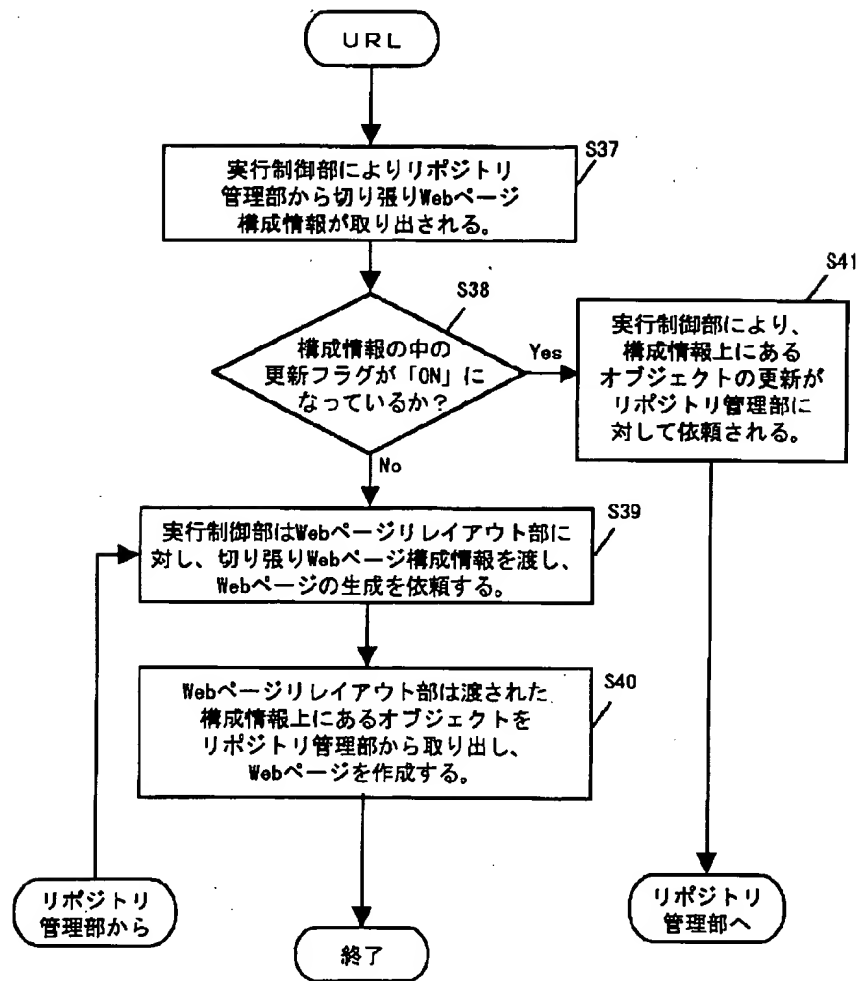 URL
S37
実行制御部によりリポジトリ
管理部から切り張りWebページ
構成情報が取り出される。
S38
構成情報の中の
更新フラグが「ON」に
なっているか？
Yes
No
S41
実行制御部により、
構成情報上にある
オブジェクトの更新が
リポジトリ管理部に
対して依頼される。
S39
実行制御部はWebページリレイアウト部に
対し、切り張りWebページ構成情報を渡し、
Webページの生成を依頼する。
S40
Webページリレイアウト部は渡された
構成情報上にあるオブジェクトを
リポジトリ管理部から取り出し、
Webページを作成する。
リポジトリ
管理部から
終了
リポジトリ
管理部へ